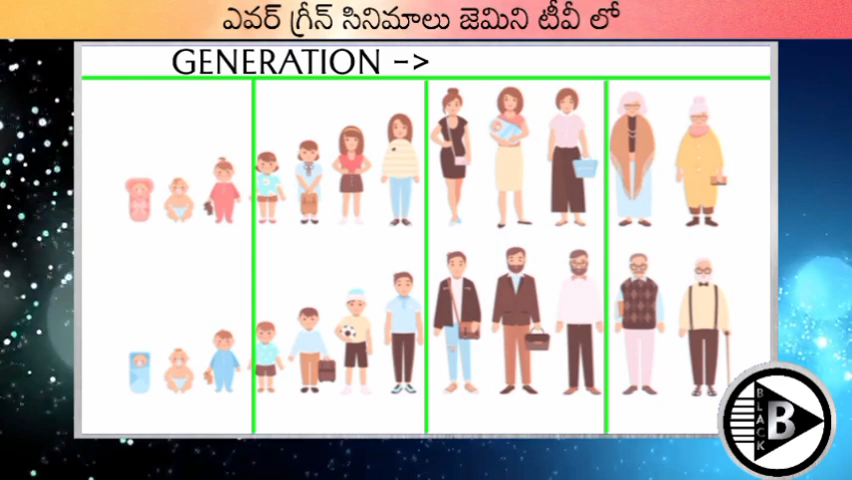 ఎవర్ గ్రీన్ సినిమాలు జెమిని టీవీ లో
GENERATION ->
BLACK
B